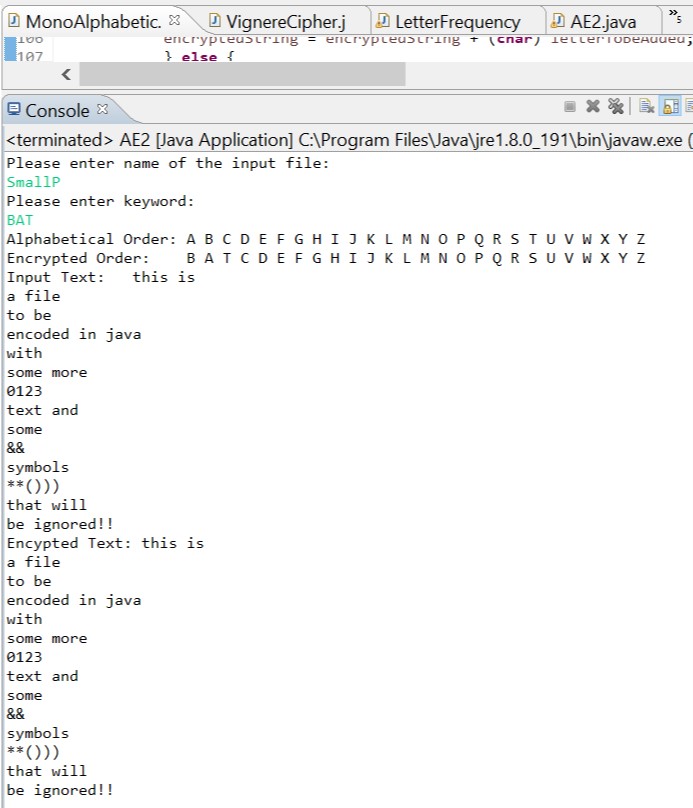 MonoAlphabetic. VignereCipher.j LetterFrequency AE2.java »5
106 encryptedString = encryptedString + (char) letterToBeAdded;
107 } else {
Console
<terminated> AE2 [Java Application] C:\Program Files\Java\jre1.8.0_191\bin\javaw.exe (
Please enter name of the input file:
SmallP
Please enter keyword:
BAT
Alphabetical Order: A B C D E F G H I J K L M N O P Q R S T U V W X Y Z
Encrypted Order: B A T C D E F G H I J K L M N O P Q R S U V W X Y Z
Input Text: this is
a file
to be
encoded in java
with
some more
0123
text and
some
&&
symbols
**()))
that will
be ignored!!
Encypted Text: this is
a file
to be
encoded in java
with
some more
0123
text and
some
&&
symbols
**()))
that will
be ignored!!